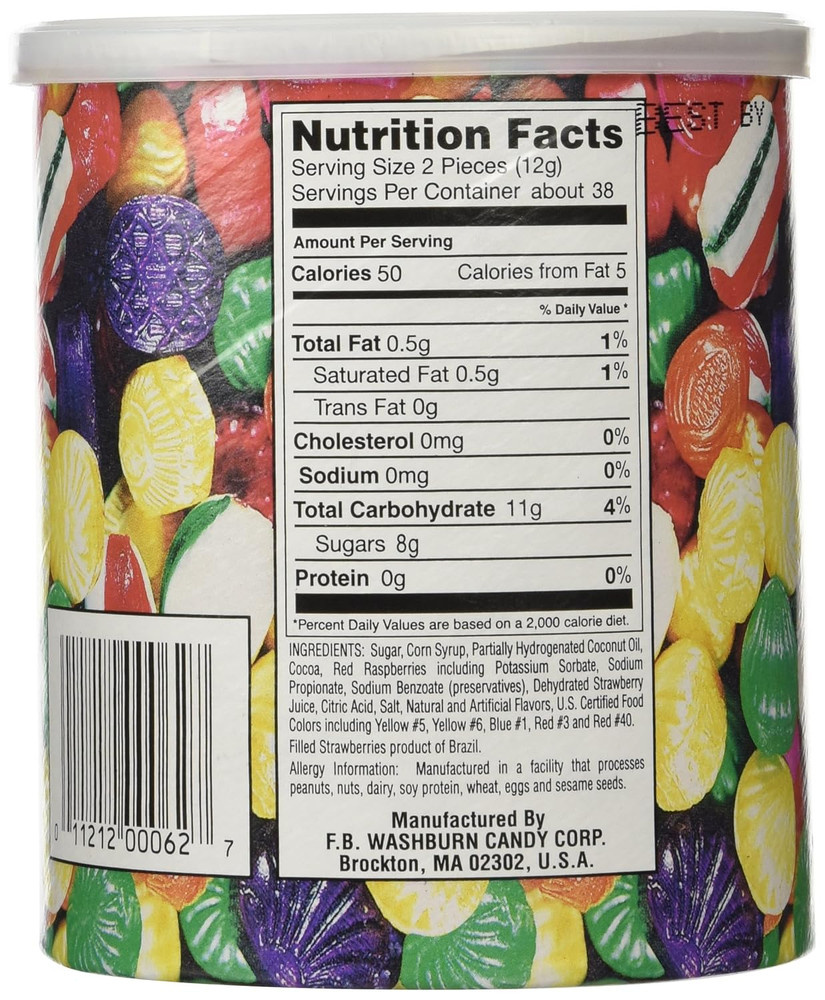 BEST BY
Nutrition Facts
Serving Size 2 Pieces (12g)
Servings Per Container about 38
Amount Per Serving
Calories 50 Calories from Fat 5
% Daily Value *
Total Fat 0.5g 1%
Saturated Fat 0.5g 1%
Trans Fat 0g
Cholesterol 0mg 0%
Sodium 0mg 0%
Total Carbohydrate 11g 4%
Sugars 8g
Protein 0g 0%
*Percent Daily Values are based on a 2,000 calorie diet.
INGREDIENTS: Sugar, Corn Syrup, Partially Hydrogenated Coconut Oil,
Cocoa, Red Raspberries including Potassium Sorbate, Sodium
Propionate, Sodium Benzoate (preservatives), Dehydrated Strawberry
Juice, Citric Acid, Salt, Natural and Artificial Flavors, U.S. Certified Food
Colors including Yellow #5, Yellow #6, Blue #1, Red #3 and Red #40.
Filled Strawberries product of Brazil.
Allergy Information: Manufactured in a facility that processes
peanuts, nuts, dairy, soy protein, wheat, eggs and sesame seeds.
Manufactured By
F.B. WASHBURN CANDY CORP.
Brockton, MA 02302, U.S.A.
0 11212 00062 7